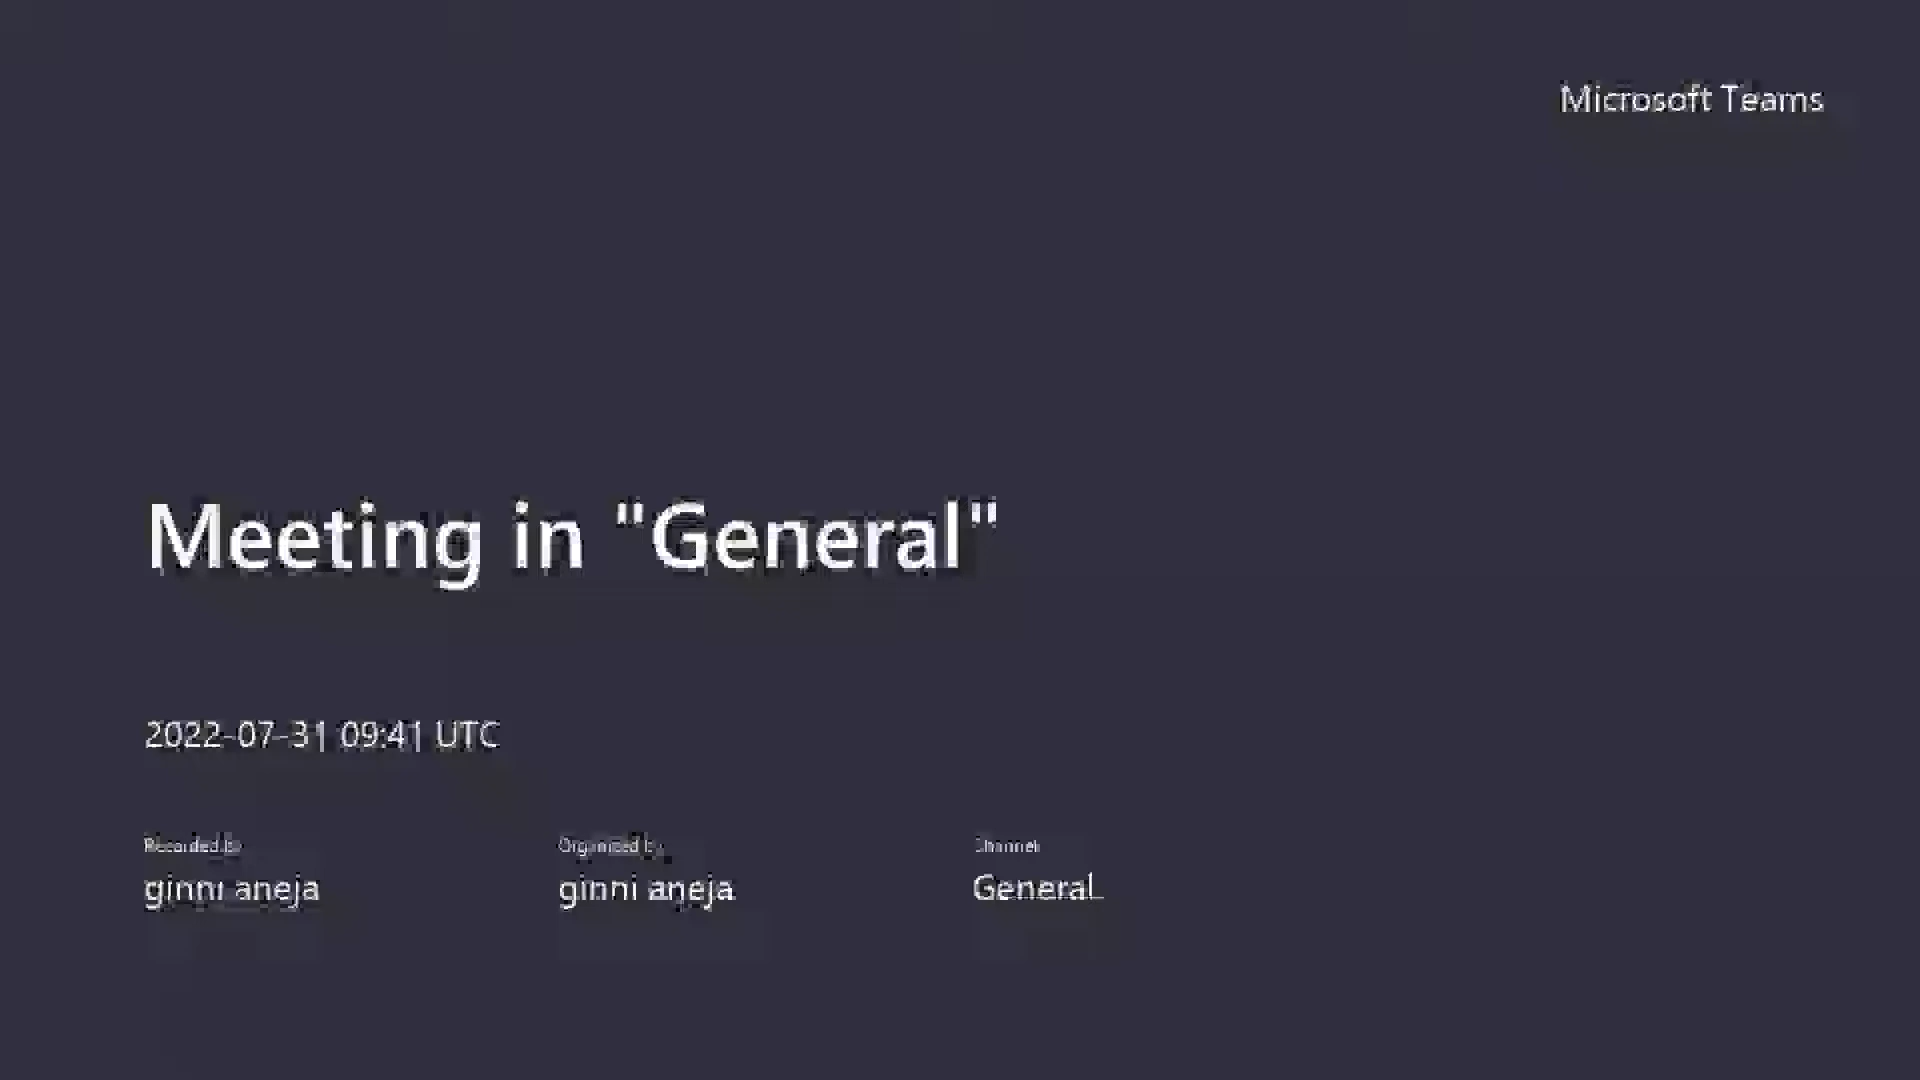 Microsoft Teams
Meeting in "General"
2022-07-31 09:41 UTC
Recorded by
Organized by
Channel
ginni aneja
ginni aneja
General